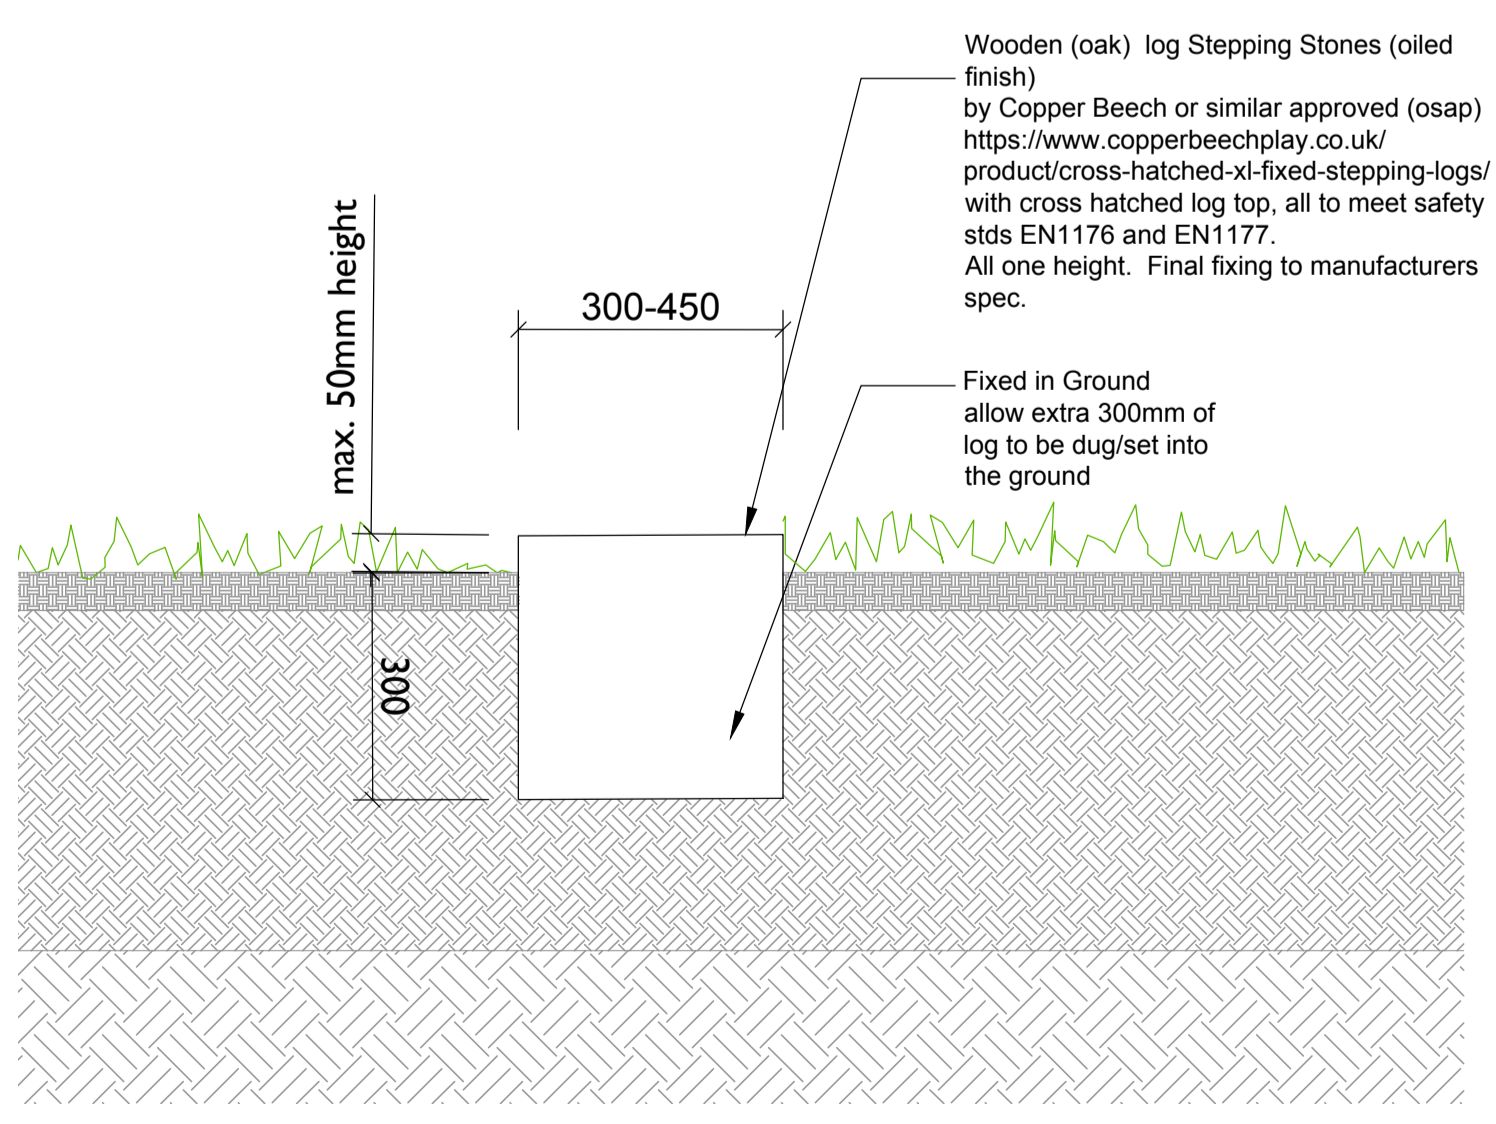 Wooden (oak) log Stepping Stones (oiled
finish)
by Copper Beech or similar approved (osap)
https://www.copperbeechplay.co.uk/
product/cross-hatched-xl-fixed-stepping-logs/
with cross hatched log top, all to meet safety
stds EN1176 and EN1177.
All one height. Final fixing to manufacturers
spec.
max. 50mm height
300-450
Fixed in Ground
allow extra 300mm of
log to be dug/set into
the ground
300